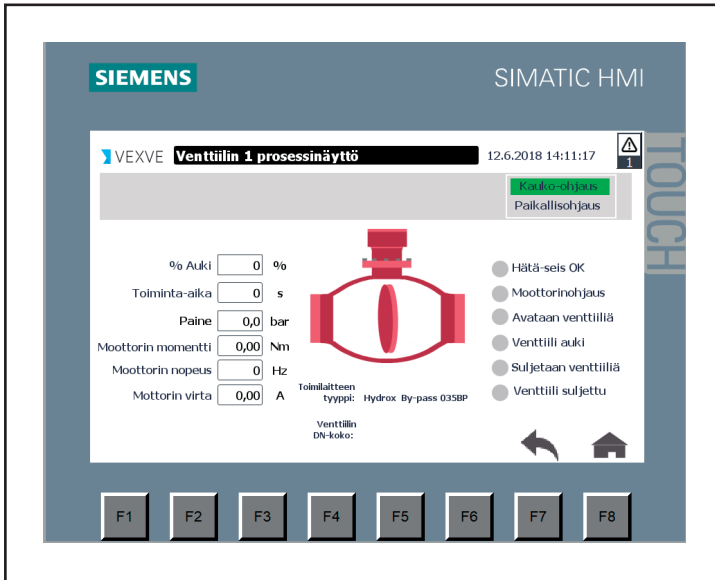 SIEMENS
SIMATIC HMI
TOUCH
VEXVE
Venttiilin 1 prosessinäyttö
12.6.2018 14:11:17
1
Kauko-ohjaus
Paikallisohjaus
% Auki 0 %
Toiminta-aika 0 s
Paine 0,0 bar
Moottorin momentti 0,00 Nm
Moottorin nopeus 0 Hz
Mottorin virta 0,00 A
Toimilaitteen
tyyppi: Hydrox By-pass 035BP
Venttiilin
DN-koko:
Hätä-seis OK
Moottorinohjaus
Avataan venttiiliä
Venttiili auki
Suljetaan venttiiliä
Venttiili suljettu
F1 F2 F3 F4 F5 F6 F7 F8